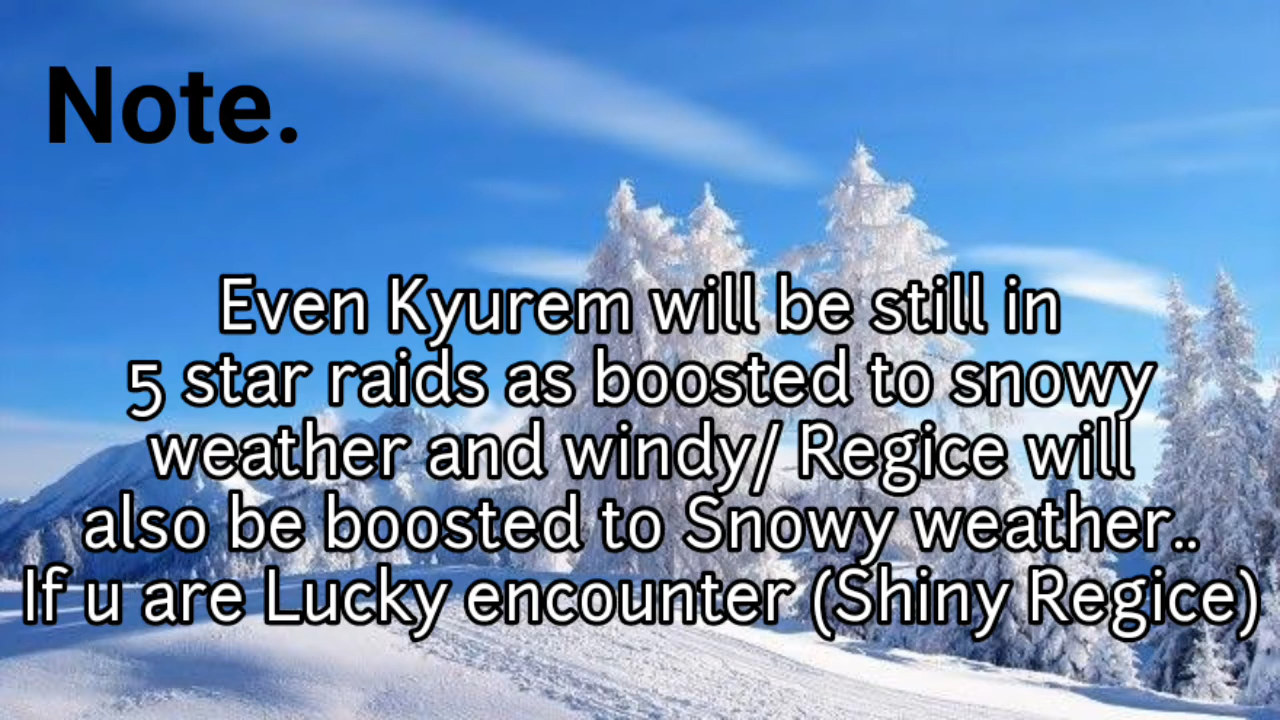 Note.
Even Kyurem will be still in
5 star raids as boosted to snowy
weather and windy/ Regice will
also be boosted to Snowy weather..
If u are Lucky encounter (Shiny Regice)